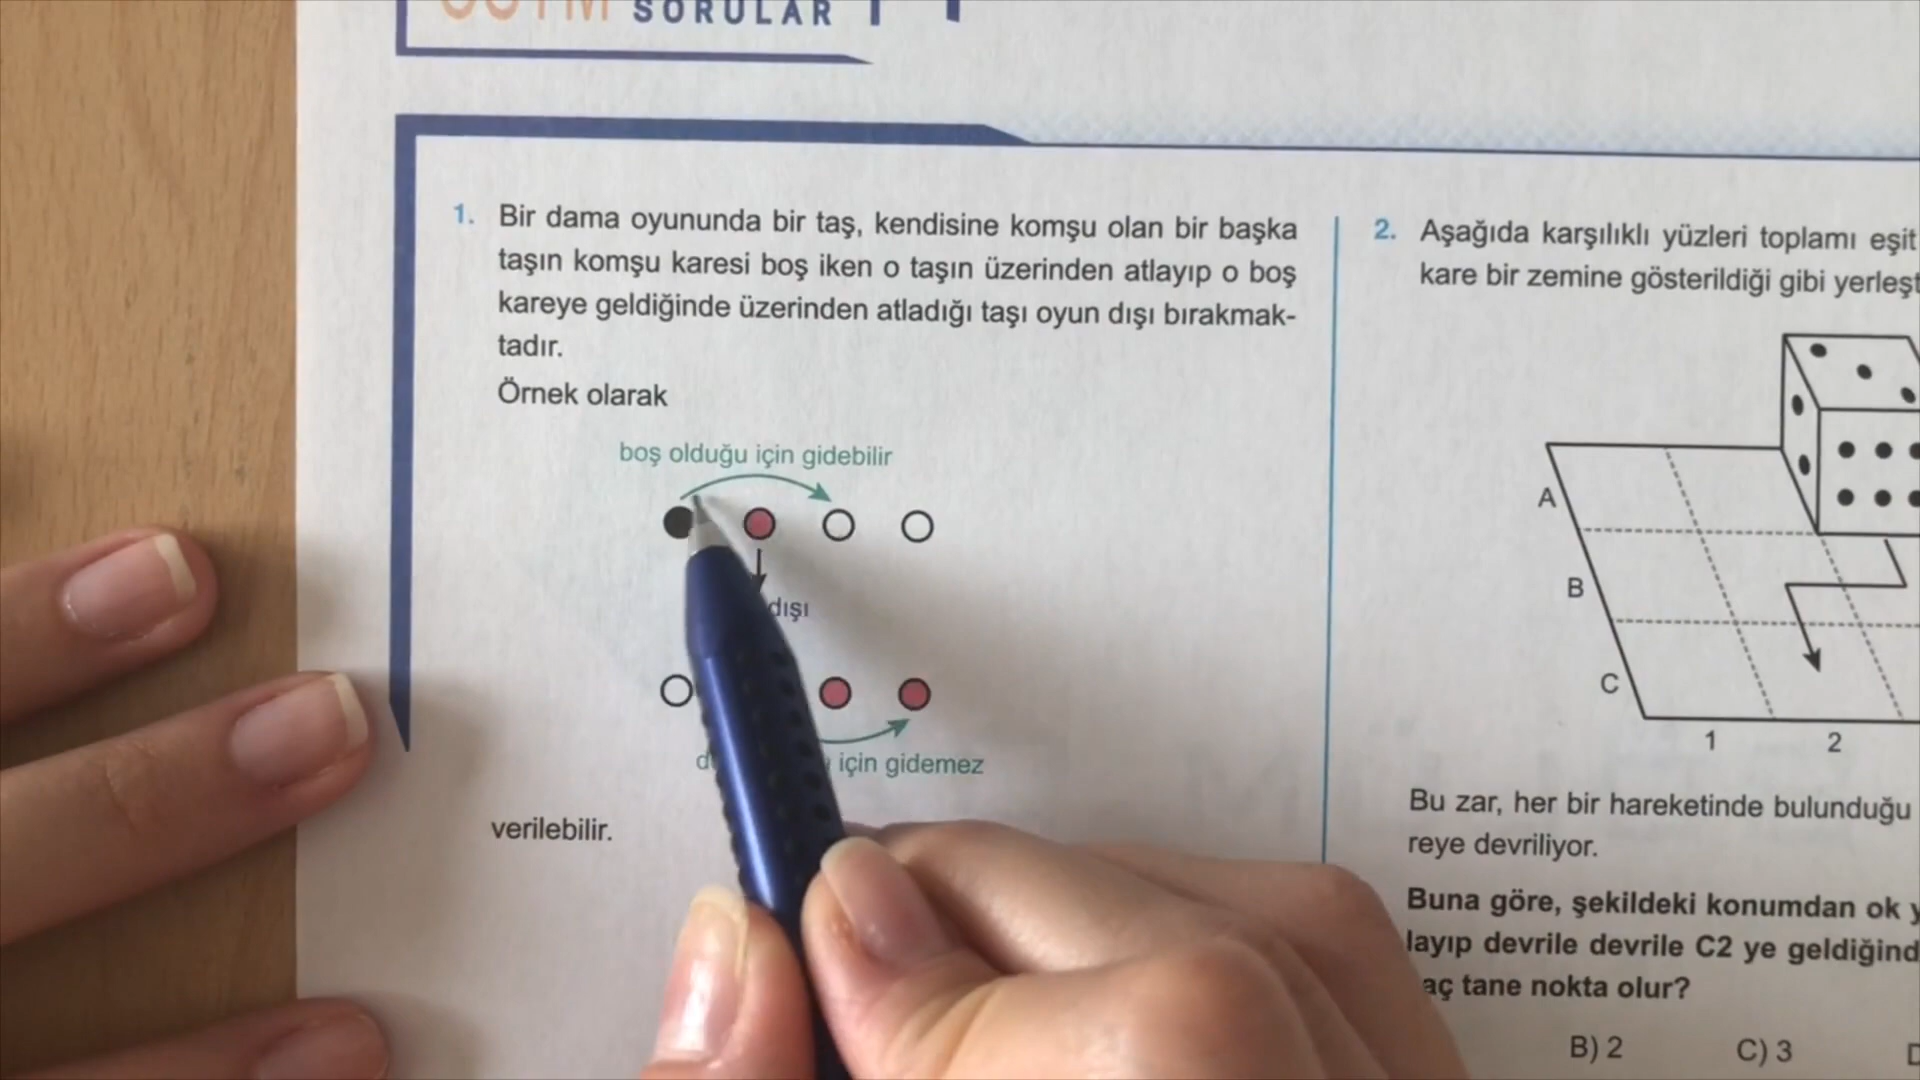 SORULAR
1. Bir dama oyununda bir taş, kendisine komşu olan bir başka
taşın komşu karesi boş iken o taşın üzerinden atlayıp o boş
kareye geldiğinde üzerinden atladığı taşı oyun dışı bırakmak-
tadır.
Örnek olarak
boş olduğu için gidebilir
dışı
için gidemez
verilebilir.
2. Aşağıda karşılıklı yüzleri toplamı eşit
kare bir zemine gösterildiği gibi yerleşt
A
B
C
1
2
Bu zar, her bir hareketinde bulunduğu
reye devriliyor.
Buna göre, şekildeki konumdan ok y
layıp devrile devrile C2 ye geldiğind
aç tane nokta olur?
B) 2
C) 3